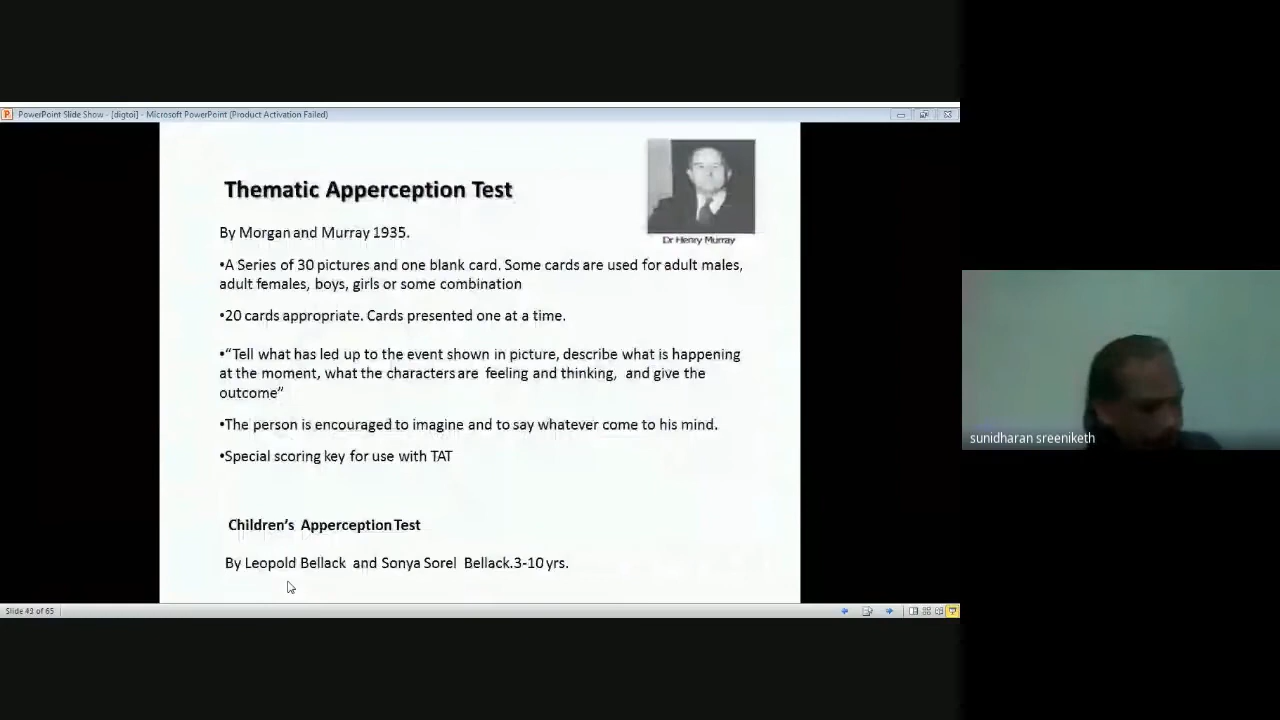 PowerPoint Slide Show - [digtoi] - Microsoft PowerPoint (Product Activation Failed)
Thematic Apperception Test
Dr Henry Murray
By Morgan and Murray 1935.
•A Series of 30 pictures and one blank card. Some cards are used for adult males,
adult females, boys, girls or some combination
•20 cards appropriate. Cards presented one at a time.
•“Tell what has led up to the event shown in picture, describe what is happening
at the moment, what the characters are feeling and thinking, and give the
outcome”
•The person is encouraged to imagine and to say whatever come to his mind.
•Special scoring key for use with TAT
Children’s Apperception Test
By Leopold Bellack and Sonya Sorel Bellack.3-10 yrs.
Slide 43 of 65
sunidharan sreeniketh